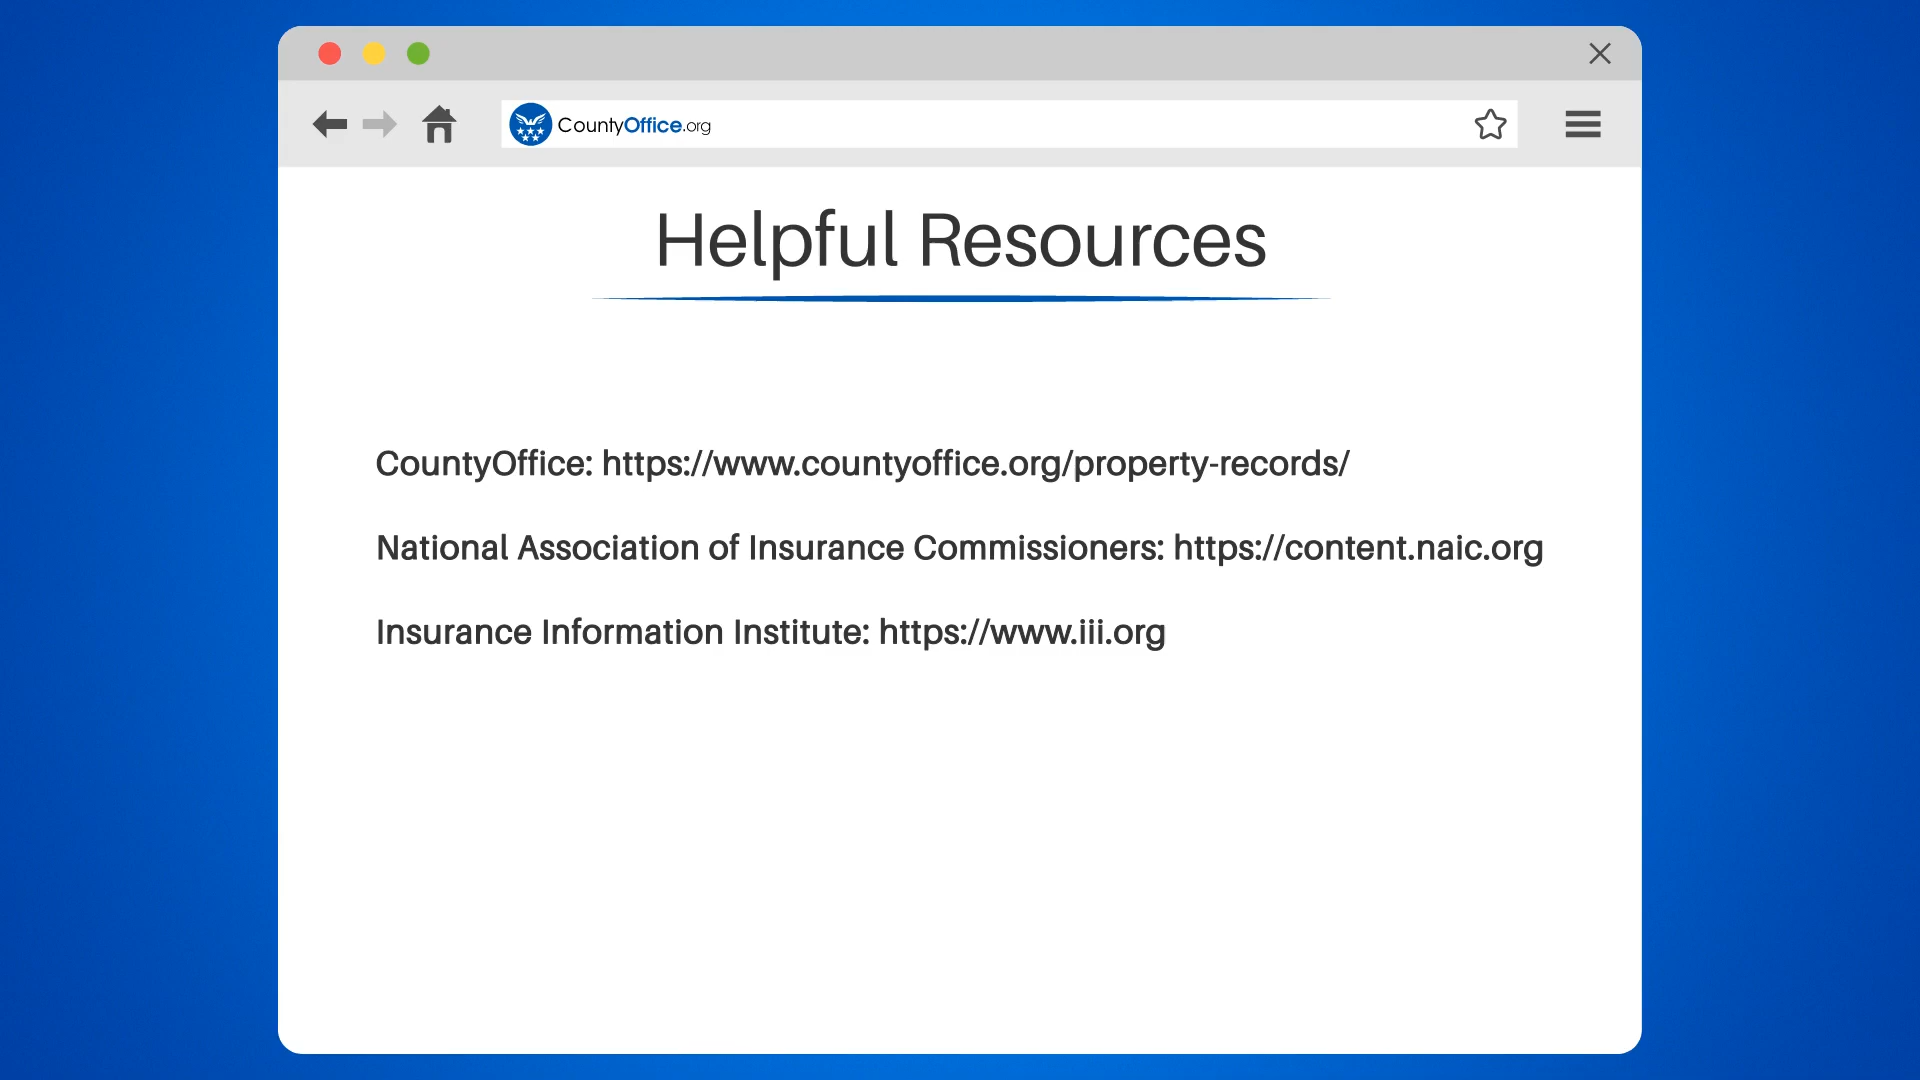 CountyOffice.org
Helpful Resources
CountyOffice: https://www.countyoffice.org/property-records/
National Association of Insurance Commissioners: https://content.naic.org
Insurance Information Institute: https://www.iii.org